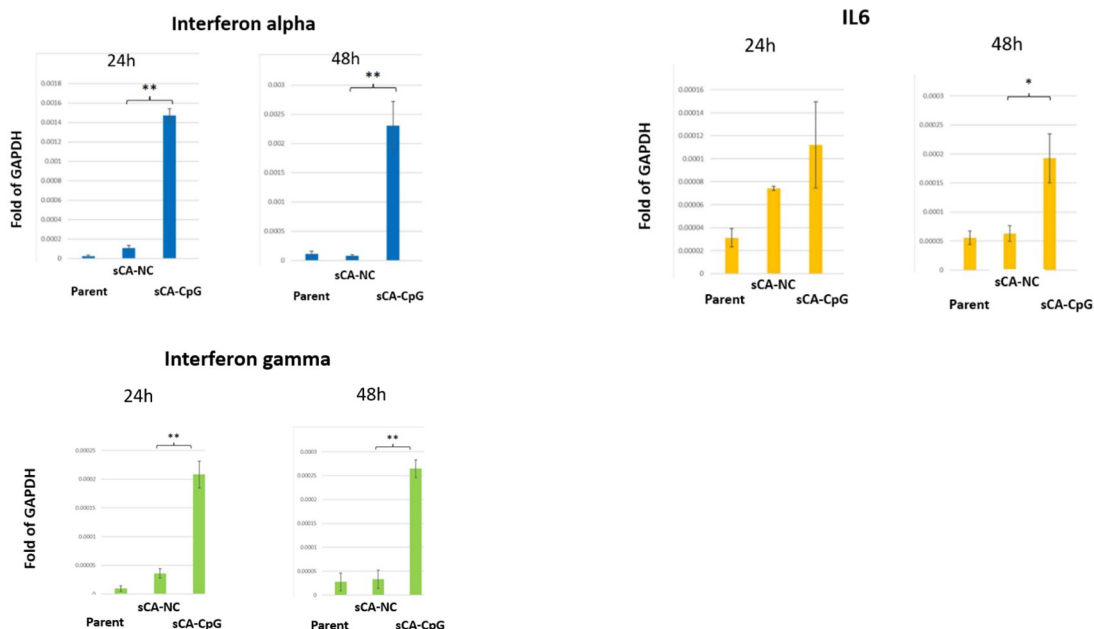 Interferon alpha
24h
48h
**
**
Fold of GAPDH
0.0018
0.0016
0.0014
0.0012
0.001
0.0008
0.0006
0.0004
0.0002
0
0.003
0.0025
0.002
0.0015
0.001
0.0005
0
sCA-NC
Parent
sCA-CpG
sCA-NC
Parent
sCA-CpG
IL6
24h
48h
*
Fold of GAPDH
0.00016
0.00014
0.00012
0.0001
0.00008
0.00006
0.00004
0.00002
0
0.0003
0.00025
0.0002
0.00015
0.0001
0.00005
0
sCA-NC
Parent
sCA-CpG
sCA-NC
Parent
sCA-CpG
Interferon gamma
24h
48h
**
**
Fold of GAPDH
0.00025
0.0002
0.00015
0.0001
0.00005
0
0.0003
0.00025
0.0002
0.00015
0.0001
0.00005
0
sCA-NC
Parent
sCA-CpG
sCA-NC
Parent
sCA-CpG